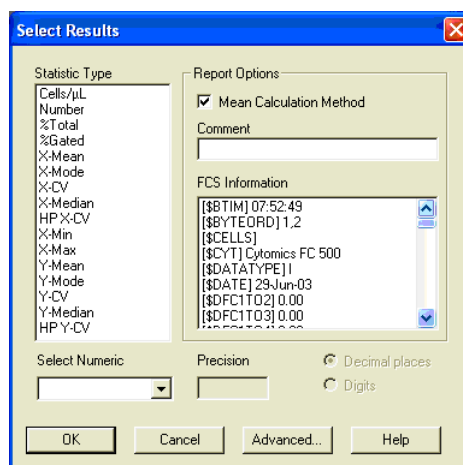 Select Results
Statistic Type
Cells/µL
Number
%Total
%Gated
X-Mean
X-Mode
X-CV
X-Median
HP X-CV
X-Min
X-Max
Y-Mean
Y-Mode
Y-CV
Y-Median
HP Y-CV
Report Options
Mean Calculation Method
Comment
FCS Information
[$BTIM] 07:52:49
[$BYTEORD] 1,2
[$CELLS]
[$CYT] Cytomics FC 500
[$DATATYPE] I
[$DATE] 29-Jun-03
[$DFC1TO2] 0.00
[$DFC1TO3] 0.00
Select Numeric
Precision
Decimal places
Digits
OK
Cancel
Advanced...
Help